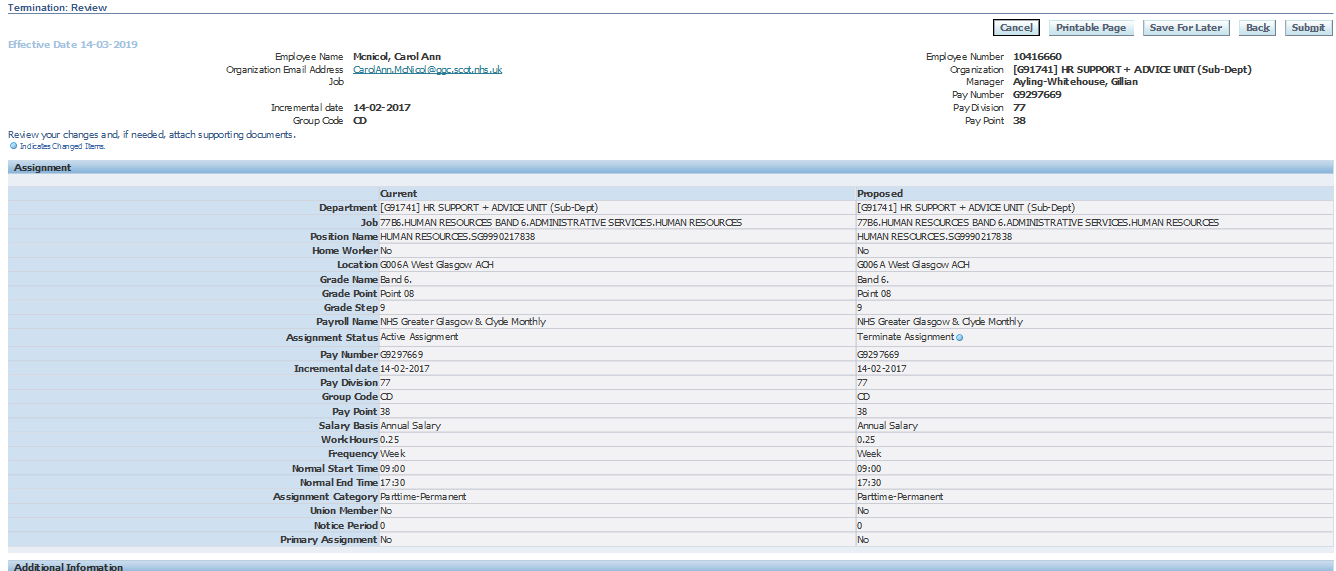 Termination: Review
Cancel Printable Page Save For Later Back Submit
Effective Date 14-03-2019
Employee Name Mcnicol, Carol Ann Employee Number 10416660
Organization Email Address CarolAnn.McNicol@ggc.scot.nhs.uk Organization [G91741] HR SUPPORT + ADVICE UNIT (Sub-Dept)
Job Manager Ayling-Whitehouse, Gillian
Pay Number G9297669
Incremental date 14-02-2017 Pay Division 77
Group Code CD Pay Point 38
Review your changes and, if needed, attach supporting documents.
Indicates Changed Items.
Assignment
Current Proposed
Department [G91741] HR SUPPORT + ADVICE UNIT (Sub-Dept) [G91741] HR SUPPORT + ADVICE UNIT (Sub-Dept)
Job 77B6.HUMAN RESOURCES BAND 6.ADMINISTRATIVE SERVICES.HUMAN RESOURCES 77B6.HUMAN RESOURCES BAND 6.ADMINISTRATIVE SERVICES.HUMAN RESOURCES
Position Name HUMAN RESOURCES.SG9990217838 HUMAN RESOURCES.SG9990217838
Home Worker No No
Location G006A West Glasgow ACH G006A West Glasgow ACH
Grade Name Band 6. Band 6.
Grade Point Point 08 Point 08
Grade Step 9 9
Payroll Name NHS Greater Glasgow & Clyde Monthly NHS Greater Glasgow & Clyde Monthly
Assignment Status Active Assignment Terminate Assignment
Pay Number G9297669 G9297669
Incremental date 14-02-2017 14-02-2017
Pay Division 77 77
Group Code CD CD
Pay Point 38 38
Salary Basis Annual Salary Annual Salary
Work Hours 0.25 0.25
Frequency Week Week
Normal Start Time 09:00 09:00
Normal End Time 17:30 17:30
Assignment Category Parttime-Permanent Parttime-Permanent
Union Member No No
Notice Period 0 0
Primary Assignment No No
Additional Information